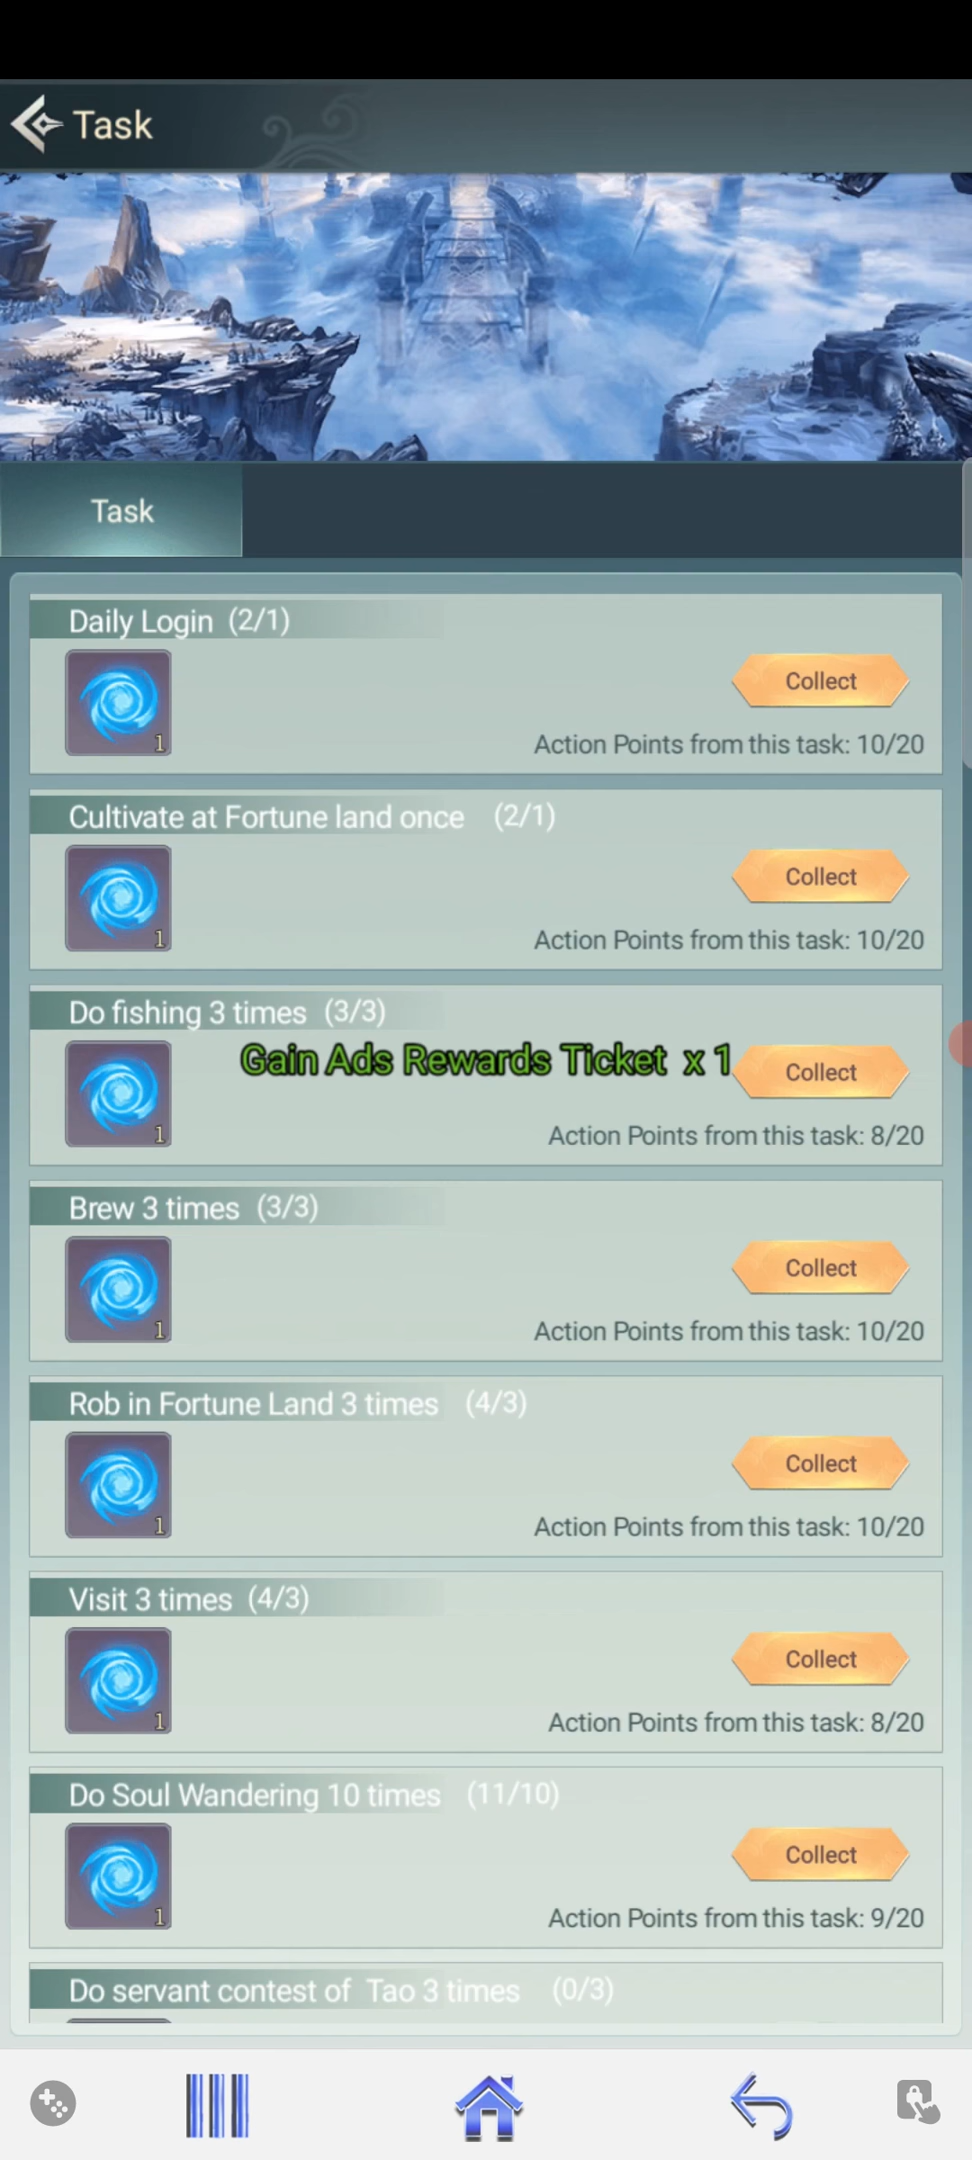 Task
Task
Daily Login (2/1)
1
Collect
Action Points from this task: 10/20
Cultivate at Fortune land once (2/1)
1
Collect
Action Points from this task: 10/20
Do fishing 3 times (3/3)
Gain Ads Rewards Ticket x 1
1
Collect
Action Points from this task: 8/20
Brew 3 times (3/3)
1
Collect
Action Points from this task: 10/20
Rob in Fortune Land 3 times (4/3)
1
Collect
Action Points from this task: 10/20
Visit 3 times (4/3)
1
Collect
Action Points from this task: 8/20
Do Soul Wandering 10 times (11/10)
1
Collect
Action Points from this task: 9/20
Do servant contest of Tao 3 times (0/3)